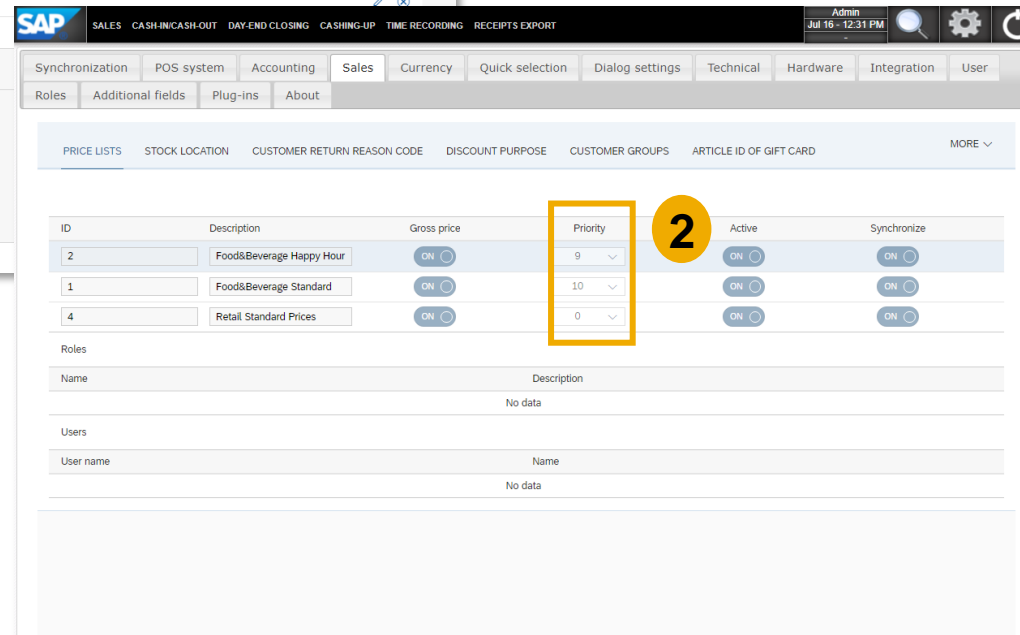 SAP SALES CASH-IN/CASH-OUT DAY-END CLOSING CASHING-UP TIME RECORDING RECEIPTS EXPORT Admin
Jul 16 - 12:31 PM
-
Synchronization POS system Accounting Sales Currency Quick selection Dialog settings Technical Hardware Integration User
Roles Additional fields Plug-ins About
PRICE LISTS STOCK LOCATION CUSTOMER RETURN REASON CODE DISCOUNT PURPOSE CUSTOMER GROUPS ARTICLE ID OF GIFT CARD MORE
2
ID Description Gross price Priority Active Synchronize
2 Food&Beverage Happy Hour ON 9 ON ON
1 Food&Beverage Standard ON 10 ON ON
4 Retail Standard Prices ON 0 ON ON
Roles
Name Description
No data
Users
User name Name
No data